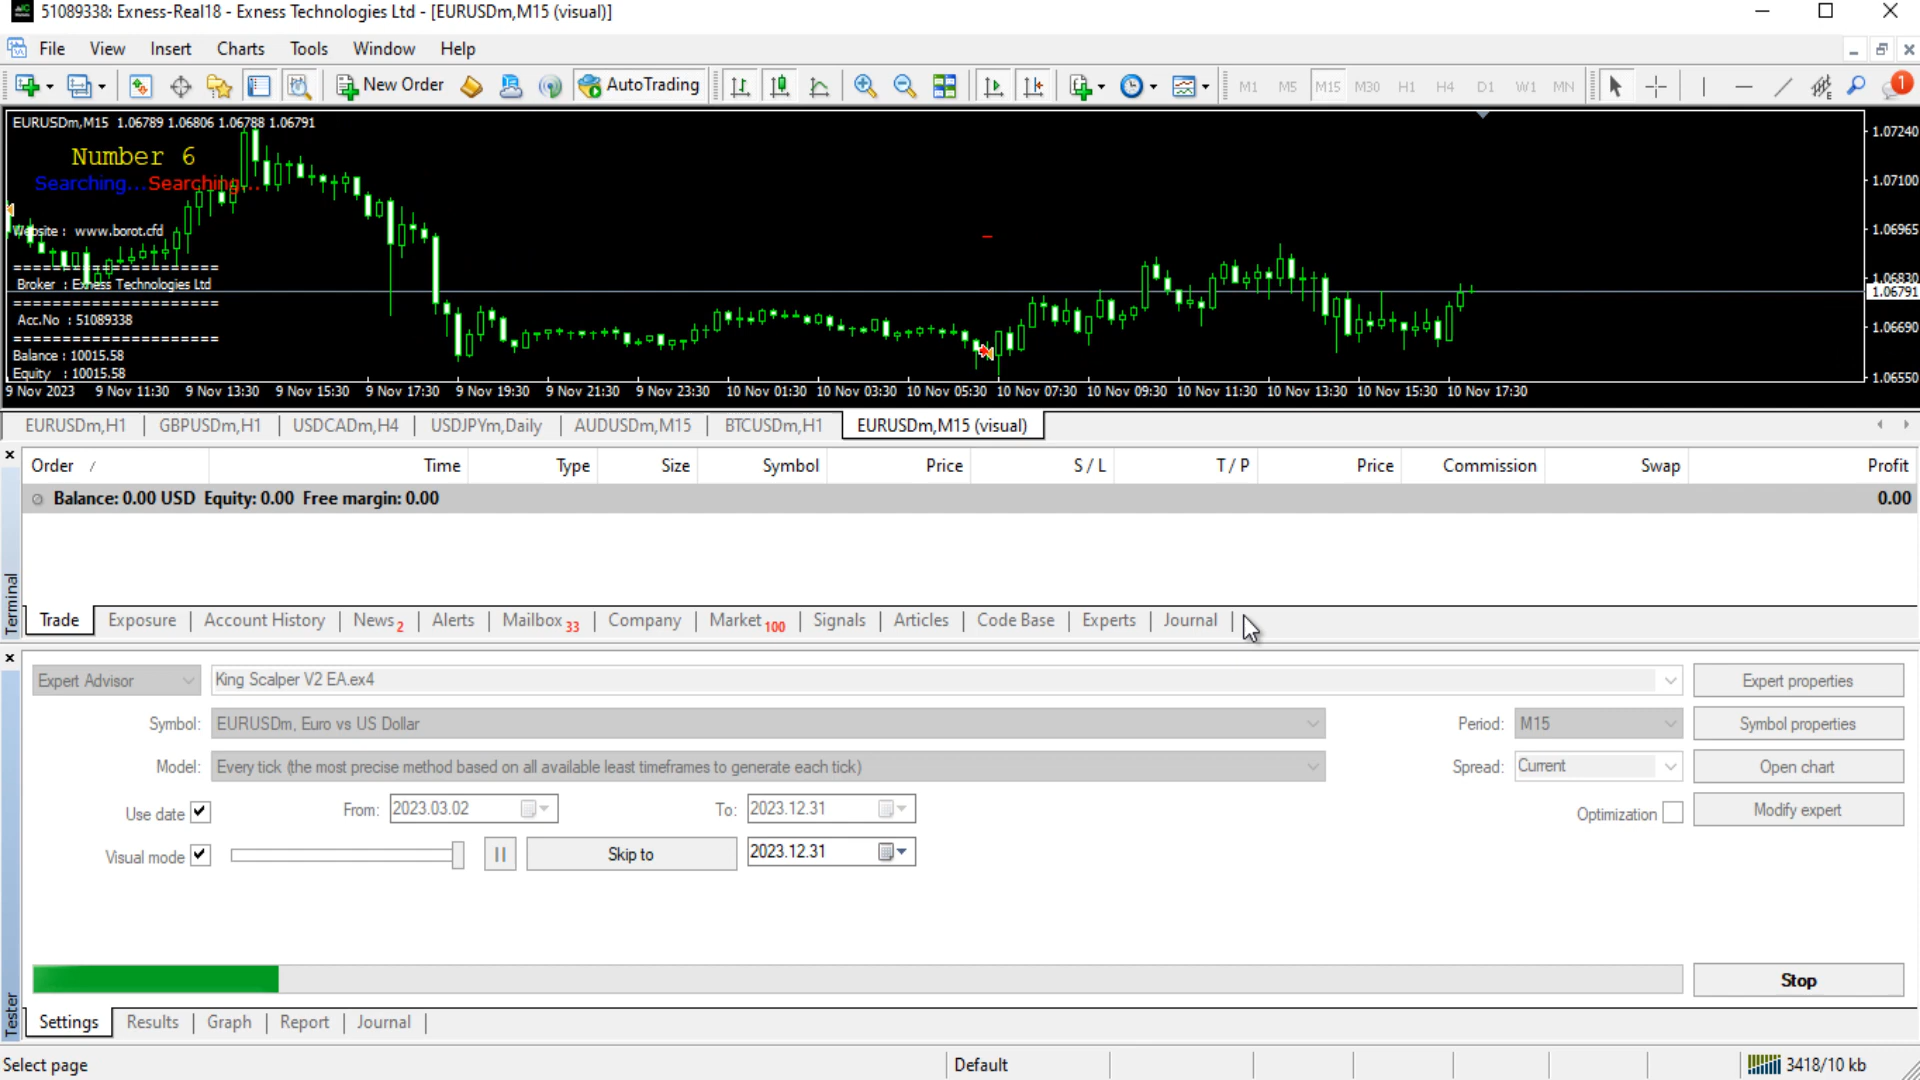 51089338: Exness-Real18 - Exness Technologies Ltd - [EURUSDm,M15 (visual)]
File View Insert Charts Tools Window Help
New Order AutoTrading M1 M5 M15 M30 H1 H4 D1 W1 MN 1
EURUSDm,M15 1.06789 1.06806 1.06788 1.06791
Number 6
Searching...Searching...
Website : www.borot.cfd
=====================
Broker : Exness Technologies Ltd
=====================
Acc.No : 51089338
=====================
Balance : 10015.58
Equity : 10015.58
1.07240
1.07100
1.06965
1.06830
1.06791
1.06690
1.06550
9 Nov 2023 9 Nov 11:30 9 Nov 13:30 9 Nov 15:30 9 Nov 17:30 9 Nov 19:30 9 Nov 21:30 9 Nov 23:30 10 Nov 01:30 10 Nov 03:30 10 Nov 05:30 10 Nov 07:30 10 Nov 09:30 10 Nov 11:30 10 Nov 13:30 10 Nov 15:30 10 Nov 17:30
EURUSDm,H1 GBPUSDm,H1 USDCADm,H4 USDJPYm,Daily AUDUSDm,M15 BTCUSDm,H1 EURUSDm,M15 (visual)
Order / Time Type Size Symbol Price S / L T / P Price Commission Swap Profit
Balance: 0.00 USD Equity: 0.00 Free margin: 0.00 0.00
Terminal
Trade Exposure Account History News 2 Alerts Mailbox 33 Company Market 100 Signals Articles Code Base Experts Journal
Expert Advisor King Scalper V2 EA.ex4 Expert properties
Symbol: EURUSDm, Euro vs US Dollar Period: M15 Symbol properties
Model: Every tick (the most precise method based on all available least timeframes to generate each tick) Spread: Current Open chart
Use date From: 2023.03.02 To: 2023.12.31 Optimization Modify expert
Visual mode Skip to 2023.12.31
Stop
Tester
Settings Results Graph Report Journal
Select page Default 3418/10 kb